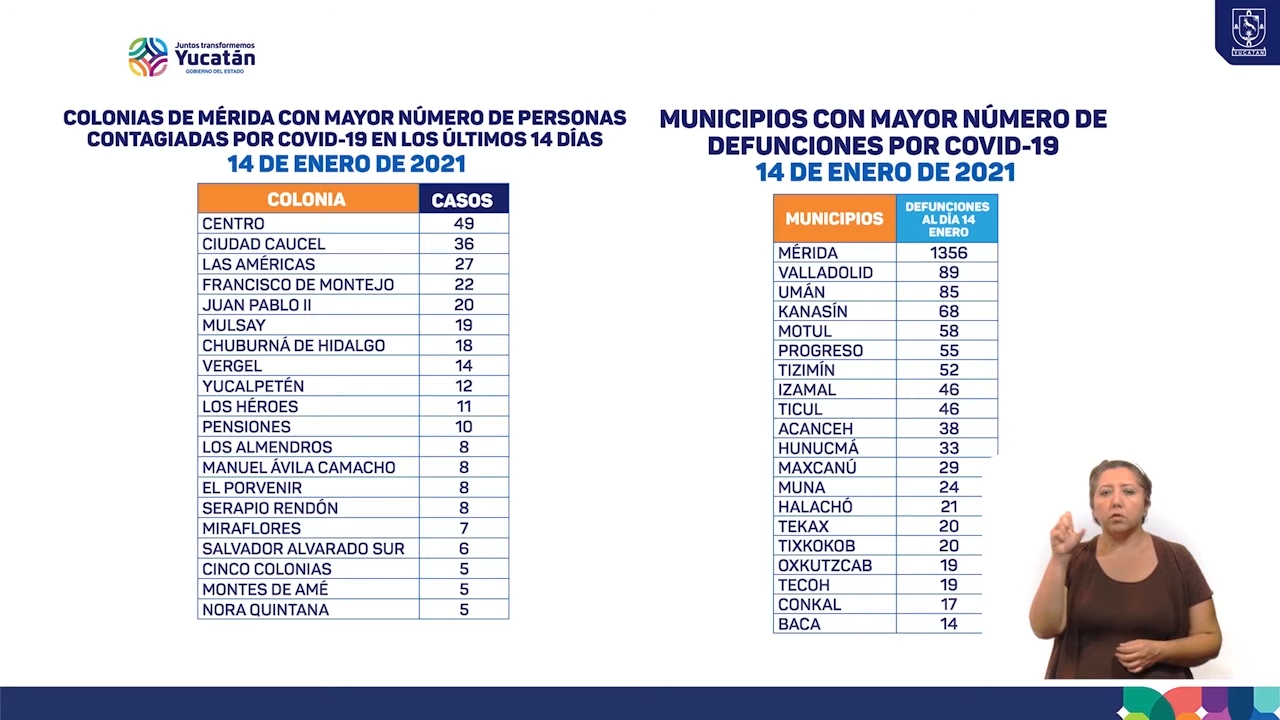 Juntos transformemos
Yucatán
GOBIERNO DEL ESTADO
YUCATÁN
COLONIAS DE MÉRIDA CON MAYOR NÚMERO DE PERSONAS
CONTAGIADAS POR COVID-19 EN LOS ÚLTIMOS 14 DÍAS
14 DE ENERO DE 2021
COLONIA CASOS
CENTRO 49
CIUDAD CAUCEL 36
LAS AMÉRICAS 27
FRANCISCO DE MONTEJO 22
JUAN PABLO II 20
MULSAY 19
CHUBURNÁ DE HIDALGO 18
VERGEL 14
YUCALPETÉN 12
LOS HÉROES 11
PENSIONES 10
LOS ALMENDROS 8
MANUEL ÁVILA CAMACHO 8
EL PORVENIR 8
SERAPIO RENDÓN 8
MIRAFLORES 7
SALVADOR ALVARADO SUR 6
CINCO COLONIAS 5
MONTES DE AMÉ 5
NORA QUINTANA 5
MUNICIPIOS CON MAYOR NÚMERO DE
DEFUNCIONES POR COVID-19
14 DE ENERO DE 2021
MUNICIPIOS
DEFUNCIONES
AL DÍA 14
ENERO
MÉRIDA 1356
VALLADOLID 89
UMÁN 85
KANASÍN 68
MOTUL 58
PROGRESO 55
TIZIMÍN 52
IZAMAL 46
TICUL 46
ACANCEH 38
HUNUCMÁ 33
MAXCANÚ 29
MUNA 24
HALACHÓ 21
TEKAX 20
TIXKOKOB 20
OXKUTZCAB 19
TECOH 19
CONKAL 17
BACA 14